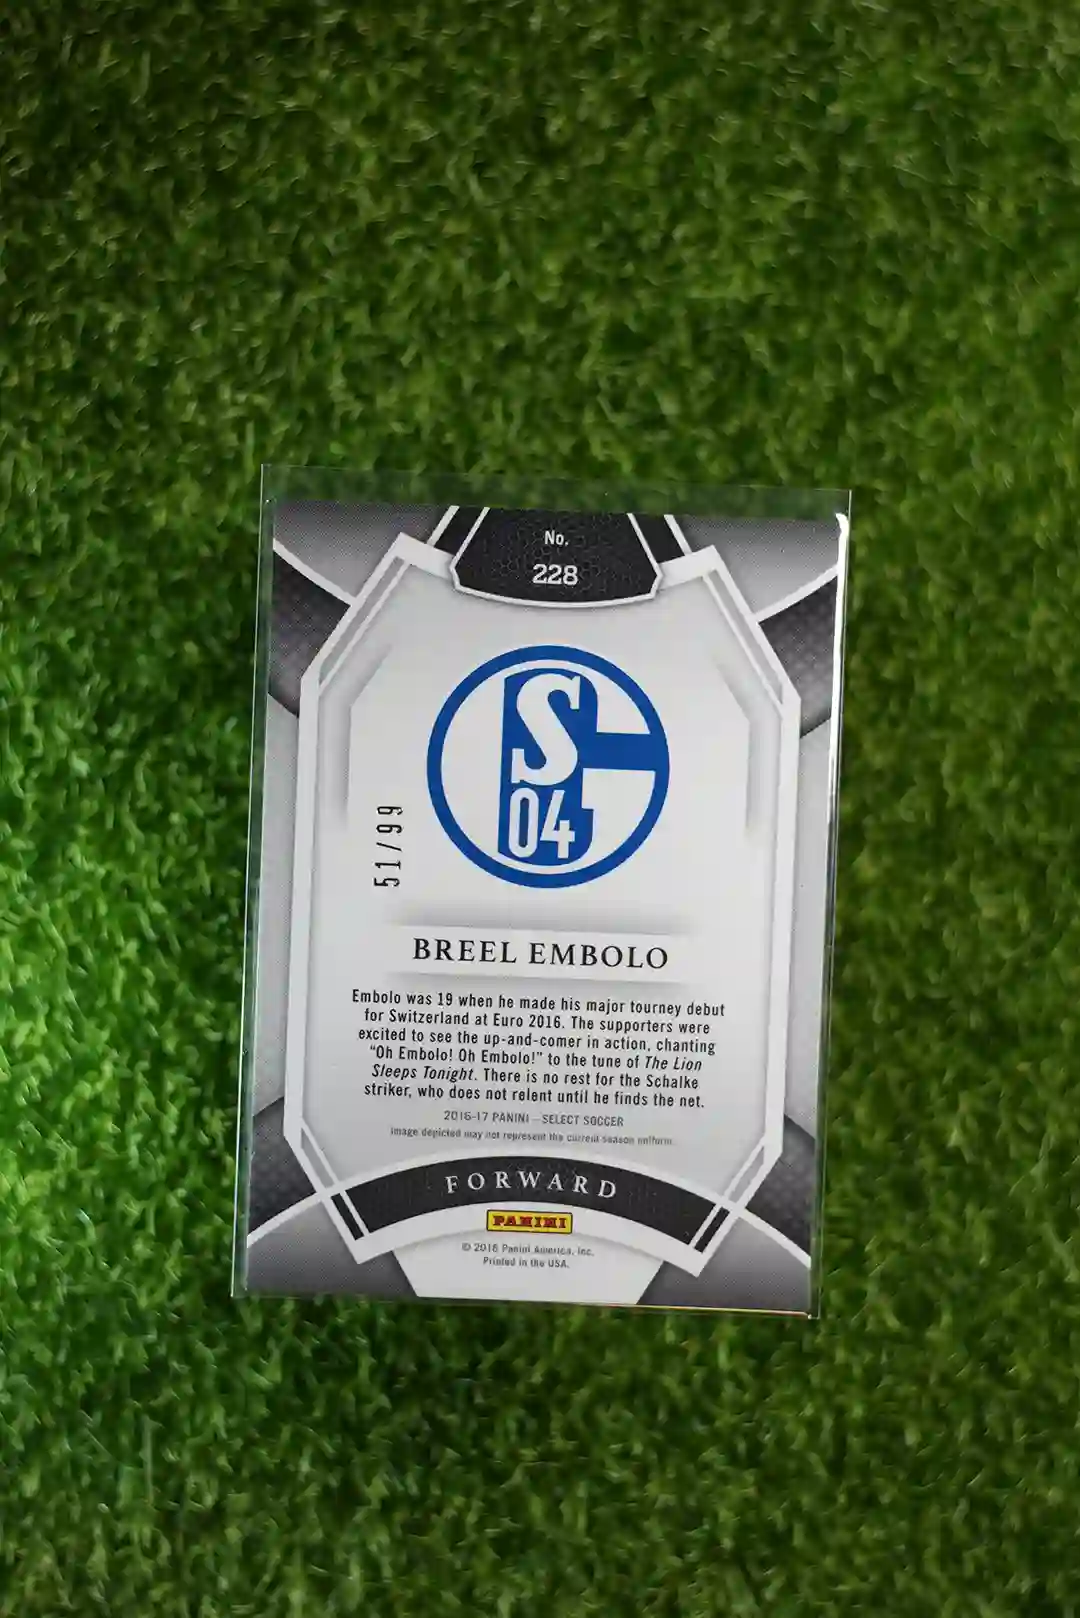 No.
228
S
04
51/99
BREEL EMBOLO
Embolo was 19 when he made his major tourney debut
for Switzerland at Euro 2016. The supporters were
excited to see the up-and-comer in action, chanting
"Oh Embolo! Oh Embolo!" to the tune of The Lion
Sleeps Tonight. There is no rest for the Schalke
striker, who does not relent until he finds the net.
2016-17 PANINI – SELECT SOCCER
Image depicted may not represent the current season uniform.
FORWARD
PANINI
© 2016 Panini America, Inc.
Printed in the USA.